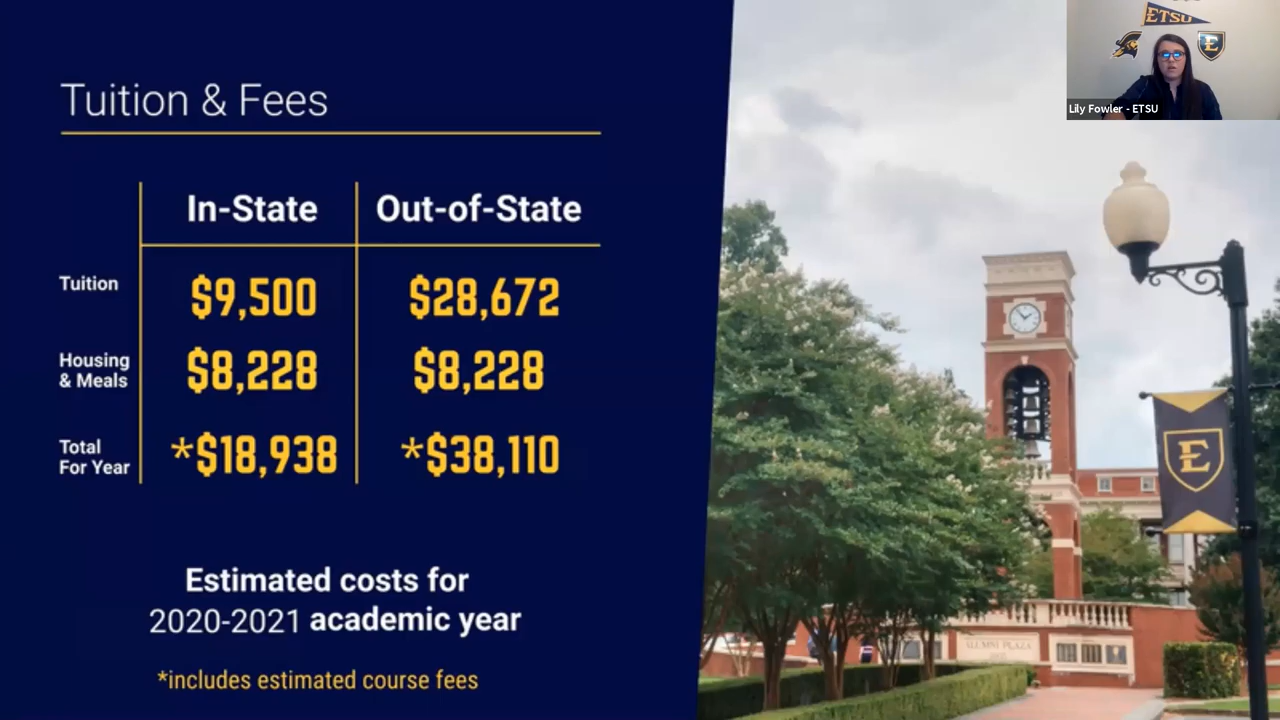 Tuition & Fees
In-State Out-of-State
Tuition $9,500 $28,672
Housing
& Meals $8,228 $8,228
Total
For Year *$18,938 *$38,110
Estimated costs for
2020-2021 academic year
*includes estimated course fees
ETSU
E
Lily Fowler - ETSU
E
ALUMNI PLAZA